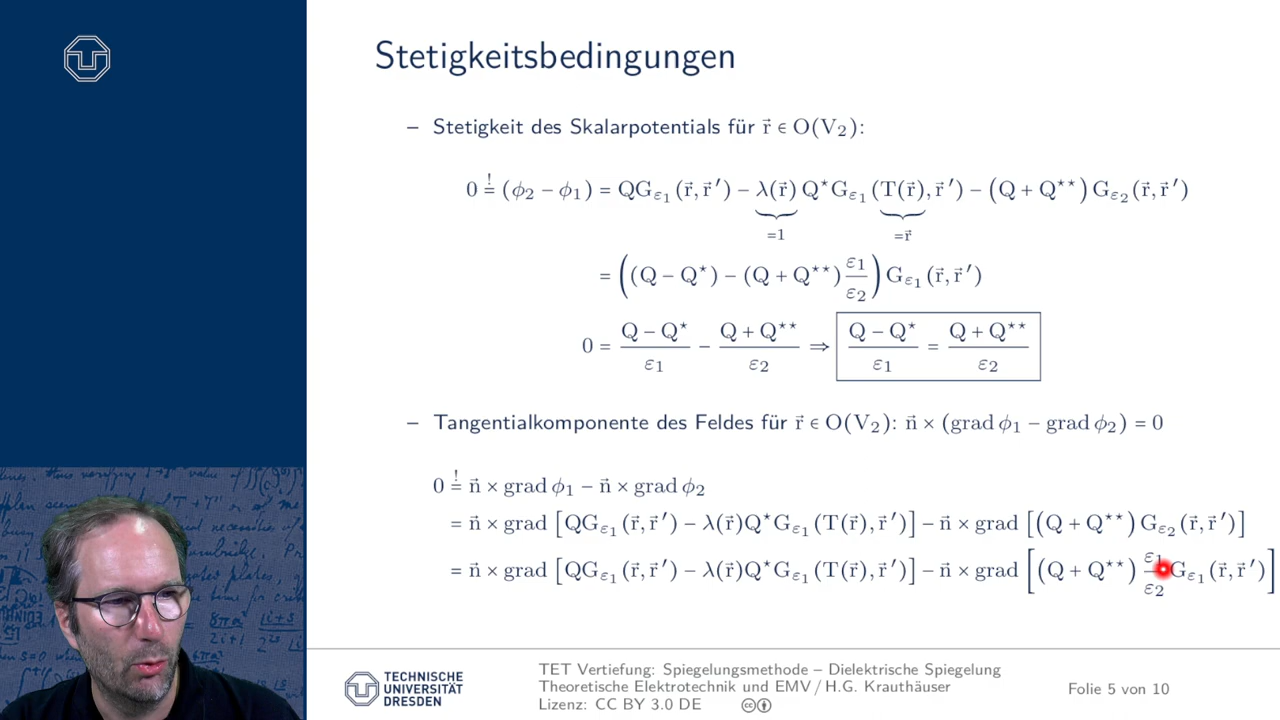 Stetigkeitsbedingungen
– Stetigkeit des Skalarpotentials für r⃗ ∈ O(V₂):
0 =! (ϕ₂ − ϕ₁) = QG_ε₁(r⃗, r⃗′) − λ(r⃗) Q⋆G_ε₁(T(r⃗), r⃗′) − (Q + Q⋆⋆) G_ε₂(r⃗, r⃗′)
=1 =r⃗
= ((Q − Q⋆) − (Q + Q⋆⋆) ε₁/ε₂) G_ε₁(r⃗, r⃗′)
0 = (Q − Q⋆)/ε₁ − (Q + Q⋆⋆)/ε₂ ⇒ (Q − Q⋆)/ε₁ = (Q + Q⋆⋆)/ε₂
– Tangentialkomponente des Feldes für r⃗ ∈ O(V₂): n⃗ × (grad ϕ₁ − grad ϕ₂) = 0
0 =! n⃗ × grad ϕ₁ − n⃗ × grad ϕ₂
= n⃗ × grad [QG_ε₁(r⃗, r⃗′) − λ(r⃗)Q⋆G_ε₁(T(r⃗), r⃗′)] − n⃗ × grad [(Q + Q⋆⋆) G_ε₂(r⃗, r⃗′)]
= n⃗ × grad [QG_ε₁(r⃗, r⃗′) − λ(r⃗)Q⋆G_ε₁(T(r⃗), r⃗′)] − n⃗ × grad [(Q + Q⋆⋆) ε₁/ε₂ G_ε₁(r⃗, r⃗′)]
TECHNISCHE
UNIVERSITÄT
DRESDEN
TET Vertiefung: Spiegelungsmethode – Dielektrische Spiegelung
Theoretische Elektrotechnik und EMV / H.G. Krauthäuser
Lizenz: CC BY 3.0 DE
Folie 5 von 10